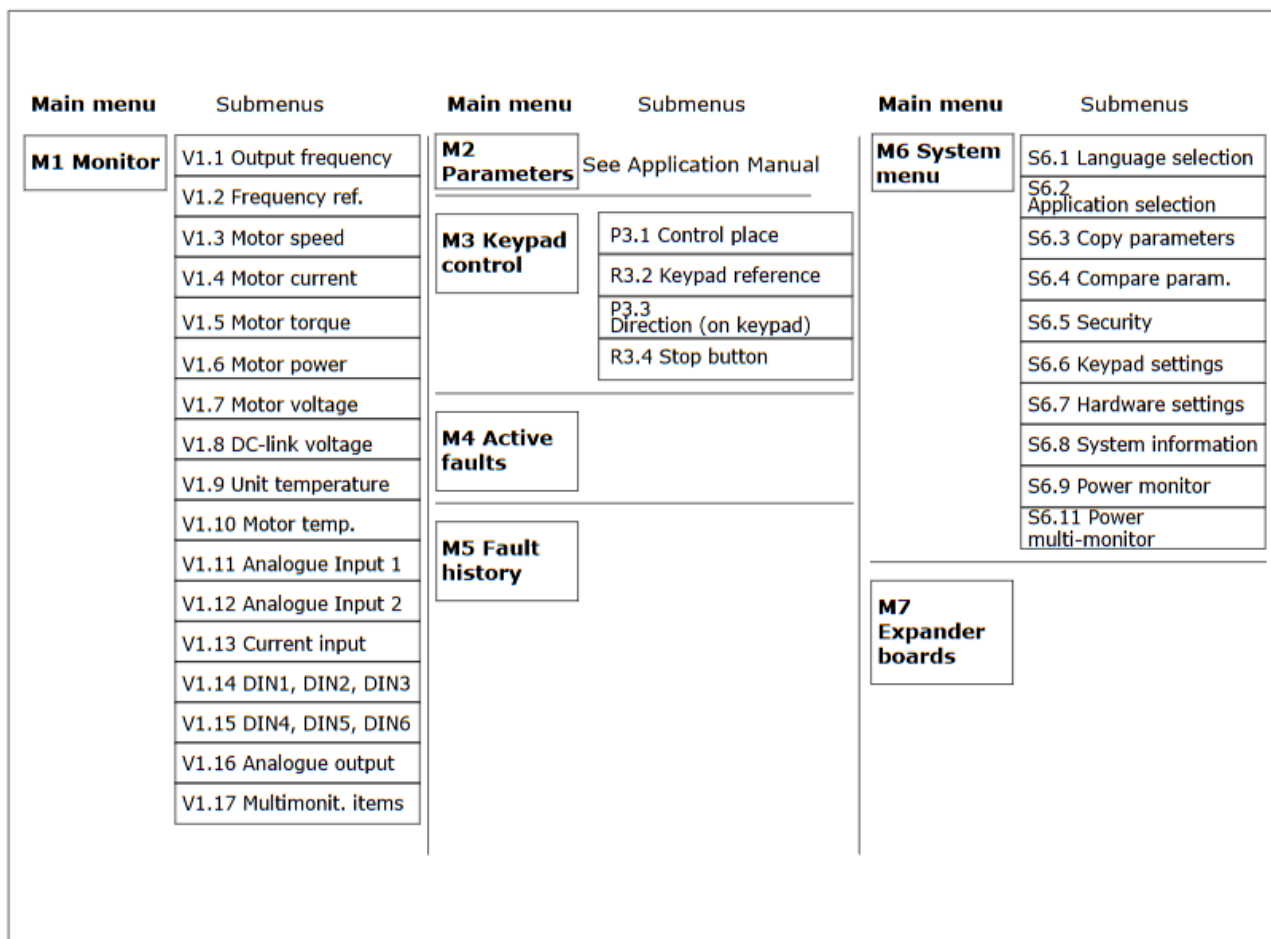 Main menu Submenus
M1 Monitor
V1.1 Output frequency
V1.2 Frequency ref.
V1.3 Motor speed
V1.4 Motor current
V1.5 Motor torque
V1.6 Motor power
V1.7 Motor voltage
V1.8 DC-link voltage
V1.9 Unit temperature
V1.10 Motor temp.
V1.11 Analogue Input 1
V1.12 Analogue Input 2
V1.13 Current input
V1.14 DIN1, DIN2, DIN3
V1.15 DIN4, DIN5, DIN6
V1.16 Analogue output
V1.17 Multimonit. items
Main menu Submenus
M2
Parameters
See Application Manual
M3 Keypad
control
P3.1 Control place
R3.2 Keypad reference
P3.3
Direction (on keypad)
R3.4 Stop button
M4 Active
faults
M5 Fault
history
Main menu Submenus
M6 System
menu
S6.1 Language selection
S6.2
Application selection
S6.3 Copy parameters
S6.4 Compare param.
S6.5 Security
S6.6 Keypad settings
S6.7 Hardware settings
S6.8 System information
S6.9 Power monitor
S6.11 Power
multi-monitor
M7
Expander
boards